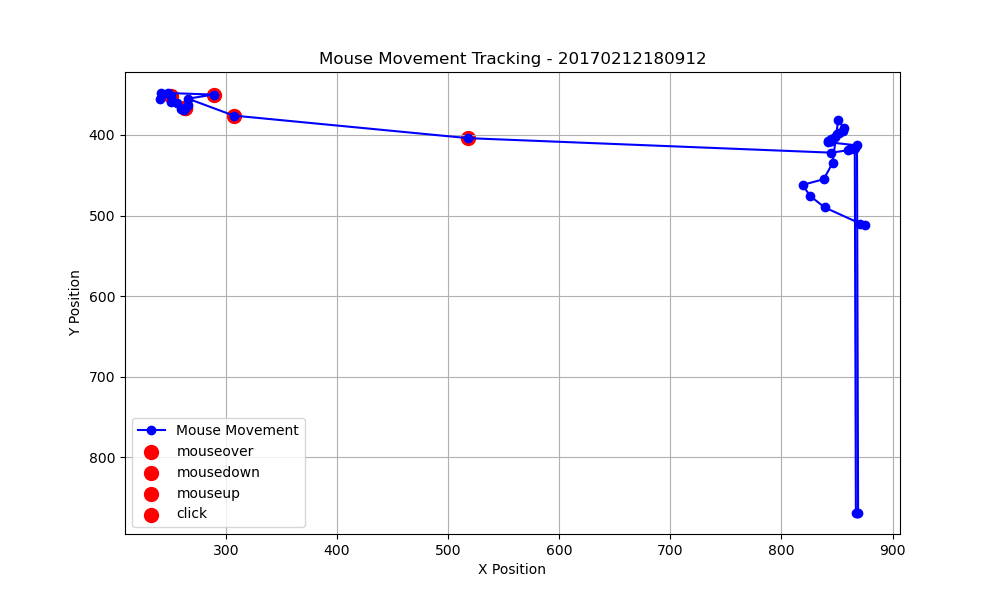 Mouse Movement Tracking - 20170212180912
Y Position
400
500
600
700
800
Mouse Movement
mouseover
mousedown
mouseup
click
300
400
500
600
700
800
900
X Position